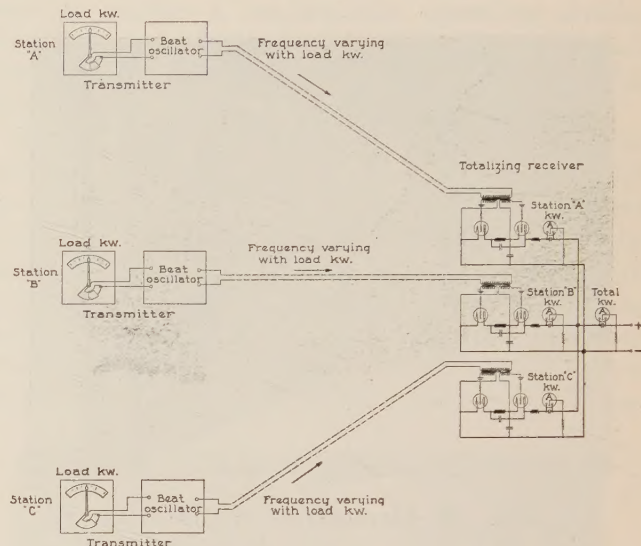 Load kw.
Station
"A"
Beat
oscillator
Transmitter
Frequency varying
with load kw.
Totalizing receiver
Station "A"
kw.
A
Load kw.
Station
"B"
Beat
oscillator
Transmitter
Frequency varying
with load kw.
Station "B"
kw.
A
Total
kw.
A
+
−
Station "C"
kw.
A
Load kw.
Station
"C"
Beat
oscillator
Transmitter
Frequency varying
with load kw.